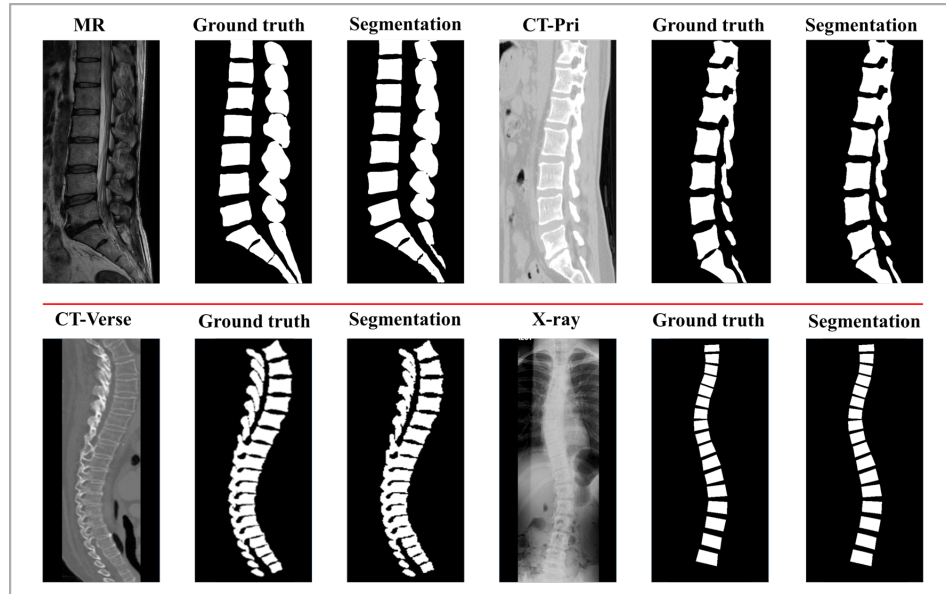 MR Ground truth Segmentation CT-Pri Ground truth Segmentation
CT-Verse Ground truth Segmentation X-ray Ground truth Segmentation